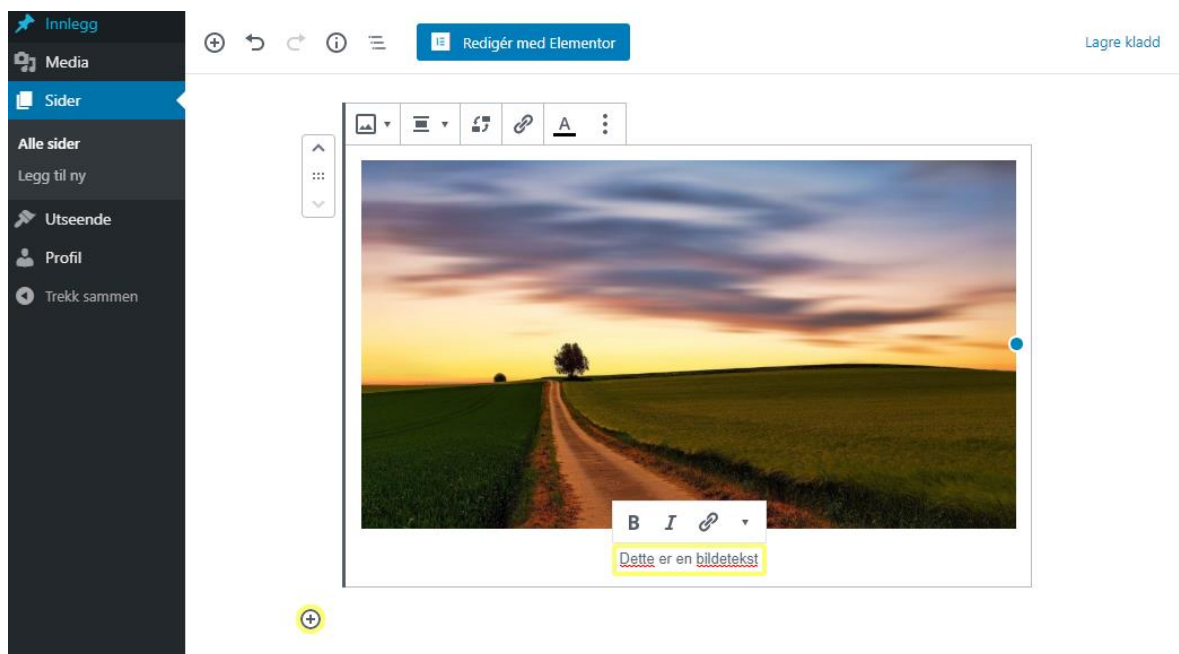 Innlegg
Media
Sider
Alle sider
Legg til ny
Utseende
Profil
Trekk sammen
Redigér med Elementor
Lagre kladd
A
B I
Dette er en bildetekst